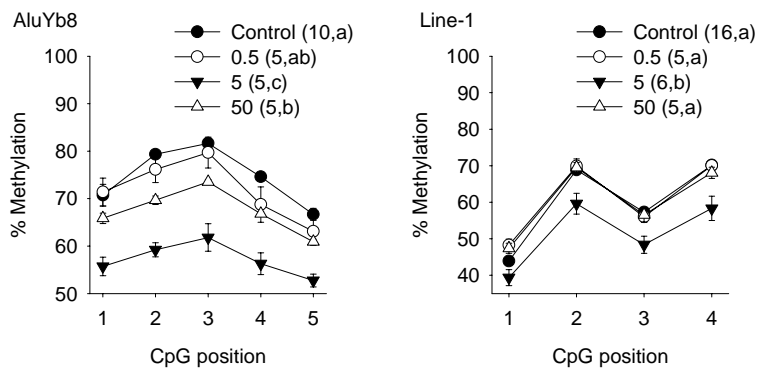 AluYb8
Control (10,a)
0.5 (5,ab)
5 (5,c)
50 (5,b)
100
90
80
70
60
50
% Methylation
1 2 3 4 5
CpG position
Line-1
Control (16,a)
0.5 (5,a)
5 (6,b)
50 (5,a)
100
90
80
70
60
50
40
% Methylation
1 2 3 4
CpG position